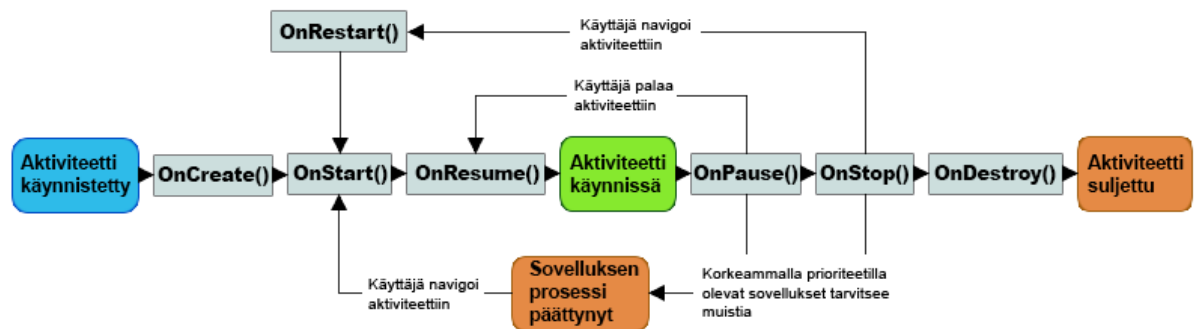 OnRestart()
Käyttäjä navigoi
aktiviteettiin
Käyttäjä palaa
aktiviteettiin
Aktiviteetti
käynnistetty
OnCreate()
OnStart()
OnResume()
Aktiviteetti
käynnissä
OnPause()
OnStop()
OnDestroy()
Aktiviteetti
suljettu
Käyttäjä navigoi
aktiviteettiin
Sovelluksen
prosessi
päättynyt
Korkeammalla prioriteetilla
olevat sovellukset tarvitsee
muistia